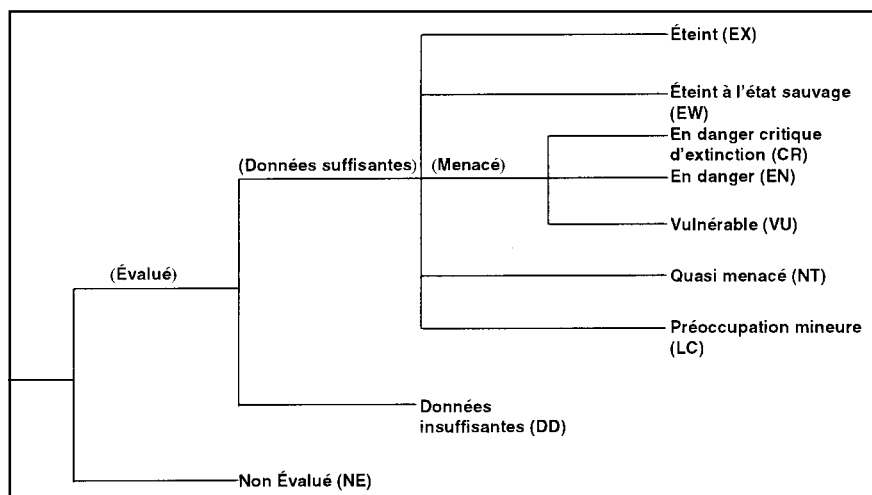 Éteint (EX)
Éteint à l'état sauvage
(EW)
En danger critique
d'extinction (CR)
(Données suffisantes) (Menacé)
En danger (EN)
Vulnérable (VU)
(Évalué)
Quasi menacé (NT)
Préoccupation mineure
(LC)
Données
insuffisantes (DD)
Non Évalué (NE)